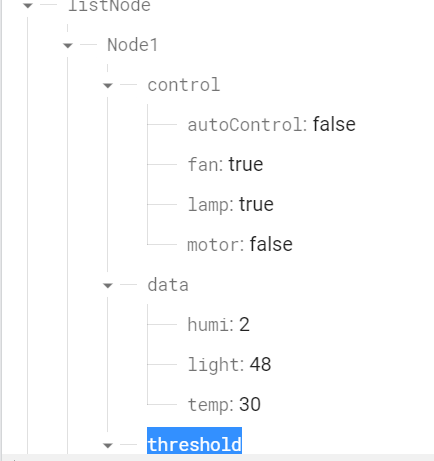 listNode
Node1
control
autoControl: false
fan: true
lamp: true
motor: false
data
humi: 2
light: 48
temp: 30
threshold